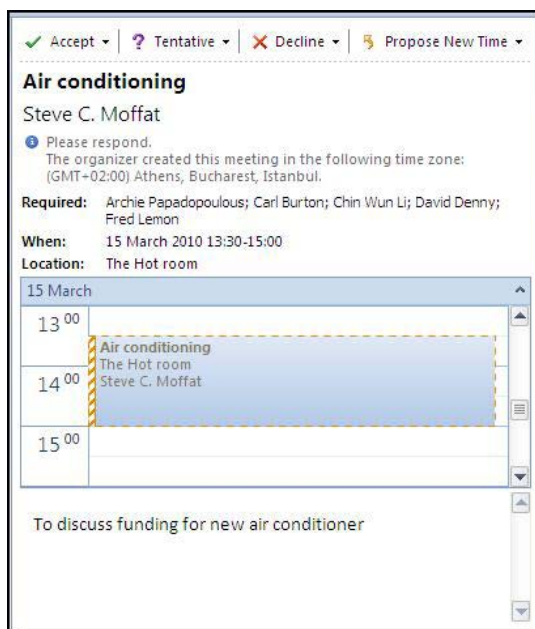 Accept Tentative Decline Propose New Time
Air conditioning
Steve C. Moffat
Please respond.
The organizer created this meeting in the following time zone:
(GMT+02:00) Athens, Bucharest, Istanbul.
Required: Archie Papadopoulous; Carl Burton; Chin Wun Li; David Denny;
Fred Lemon
When: 15 March 2010 13:30-15:00
Location: The Hot room
15 March
13 00
Air conditioning
The Hot room
14 00
Steve C. Moffat
15 00
To discuss funding for new air conditioner